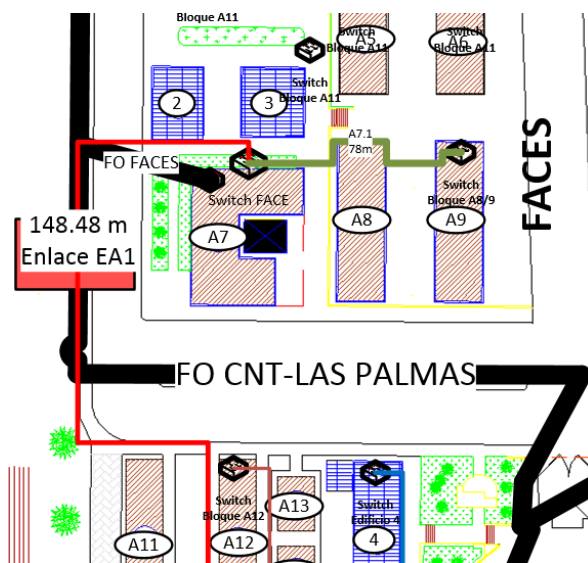 Bloque A11
A5
A6
Switch
Bloque A11
Switch
Bloque A11
Switch
Bloque A11
2
3
A7.1
78m
FO FACES
Switch FACE
Switch
Bloque A8/9
FACES
A7
A8
A9
148.48 m
Enlace EA1
FO CNT-LAS PALMAS
Switch
Bloque A12
Switch
Edificio 4
A13
A11
A12
4